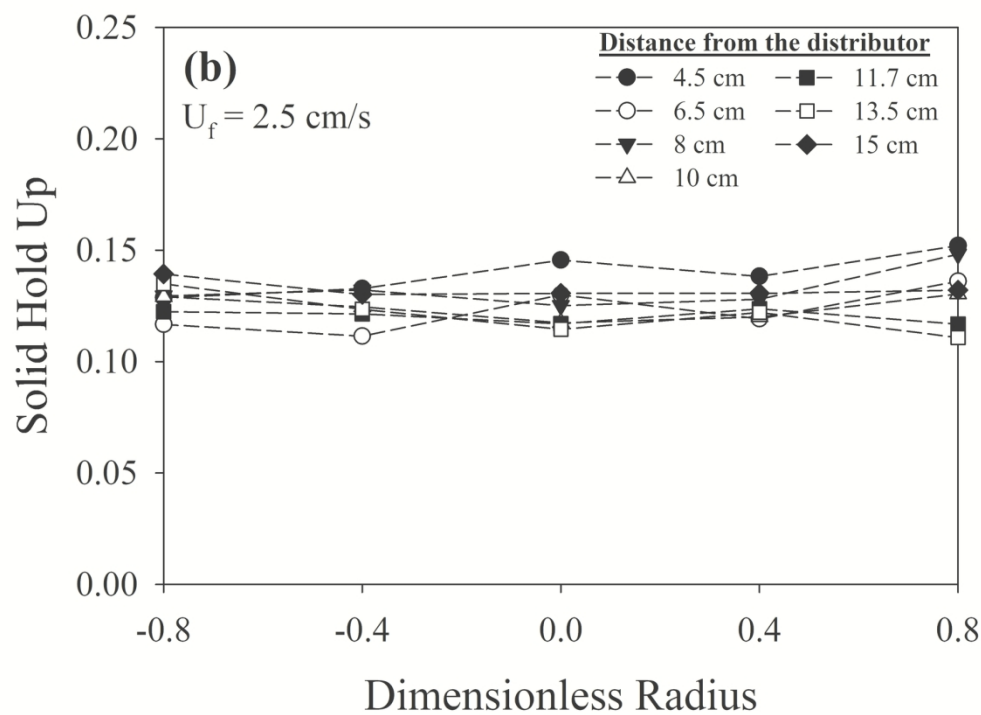 0.25
(b)
U_f = 2.5 cm/s
Distance from the distributor
4.5 cm
11.7 cm
6.5 cm
13.5 cm
8 cm
15 cm
10 cm
0.20
0.15
0.10
0.05
0.00
Solid Hold Up
-0.8 -0.4 0.0 0.4 0.8
Dimensionless Radius